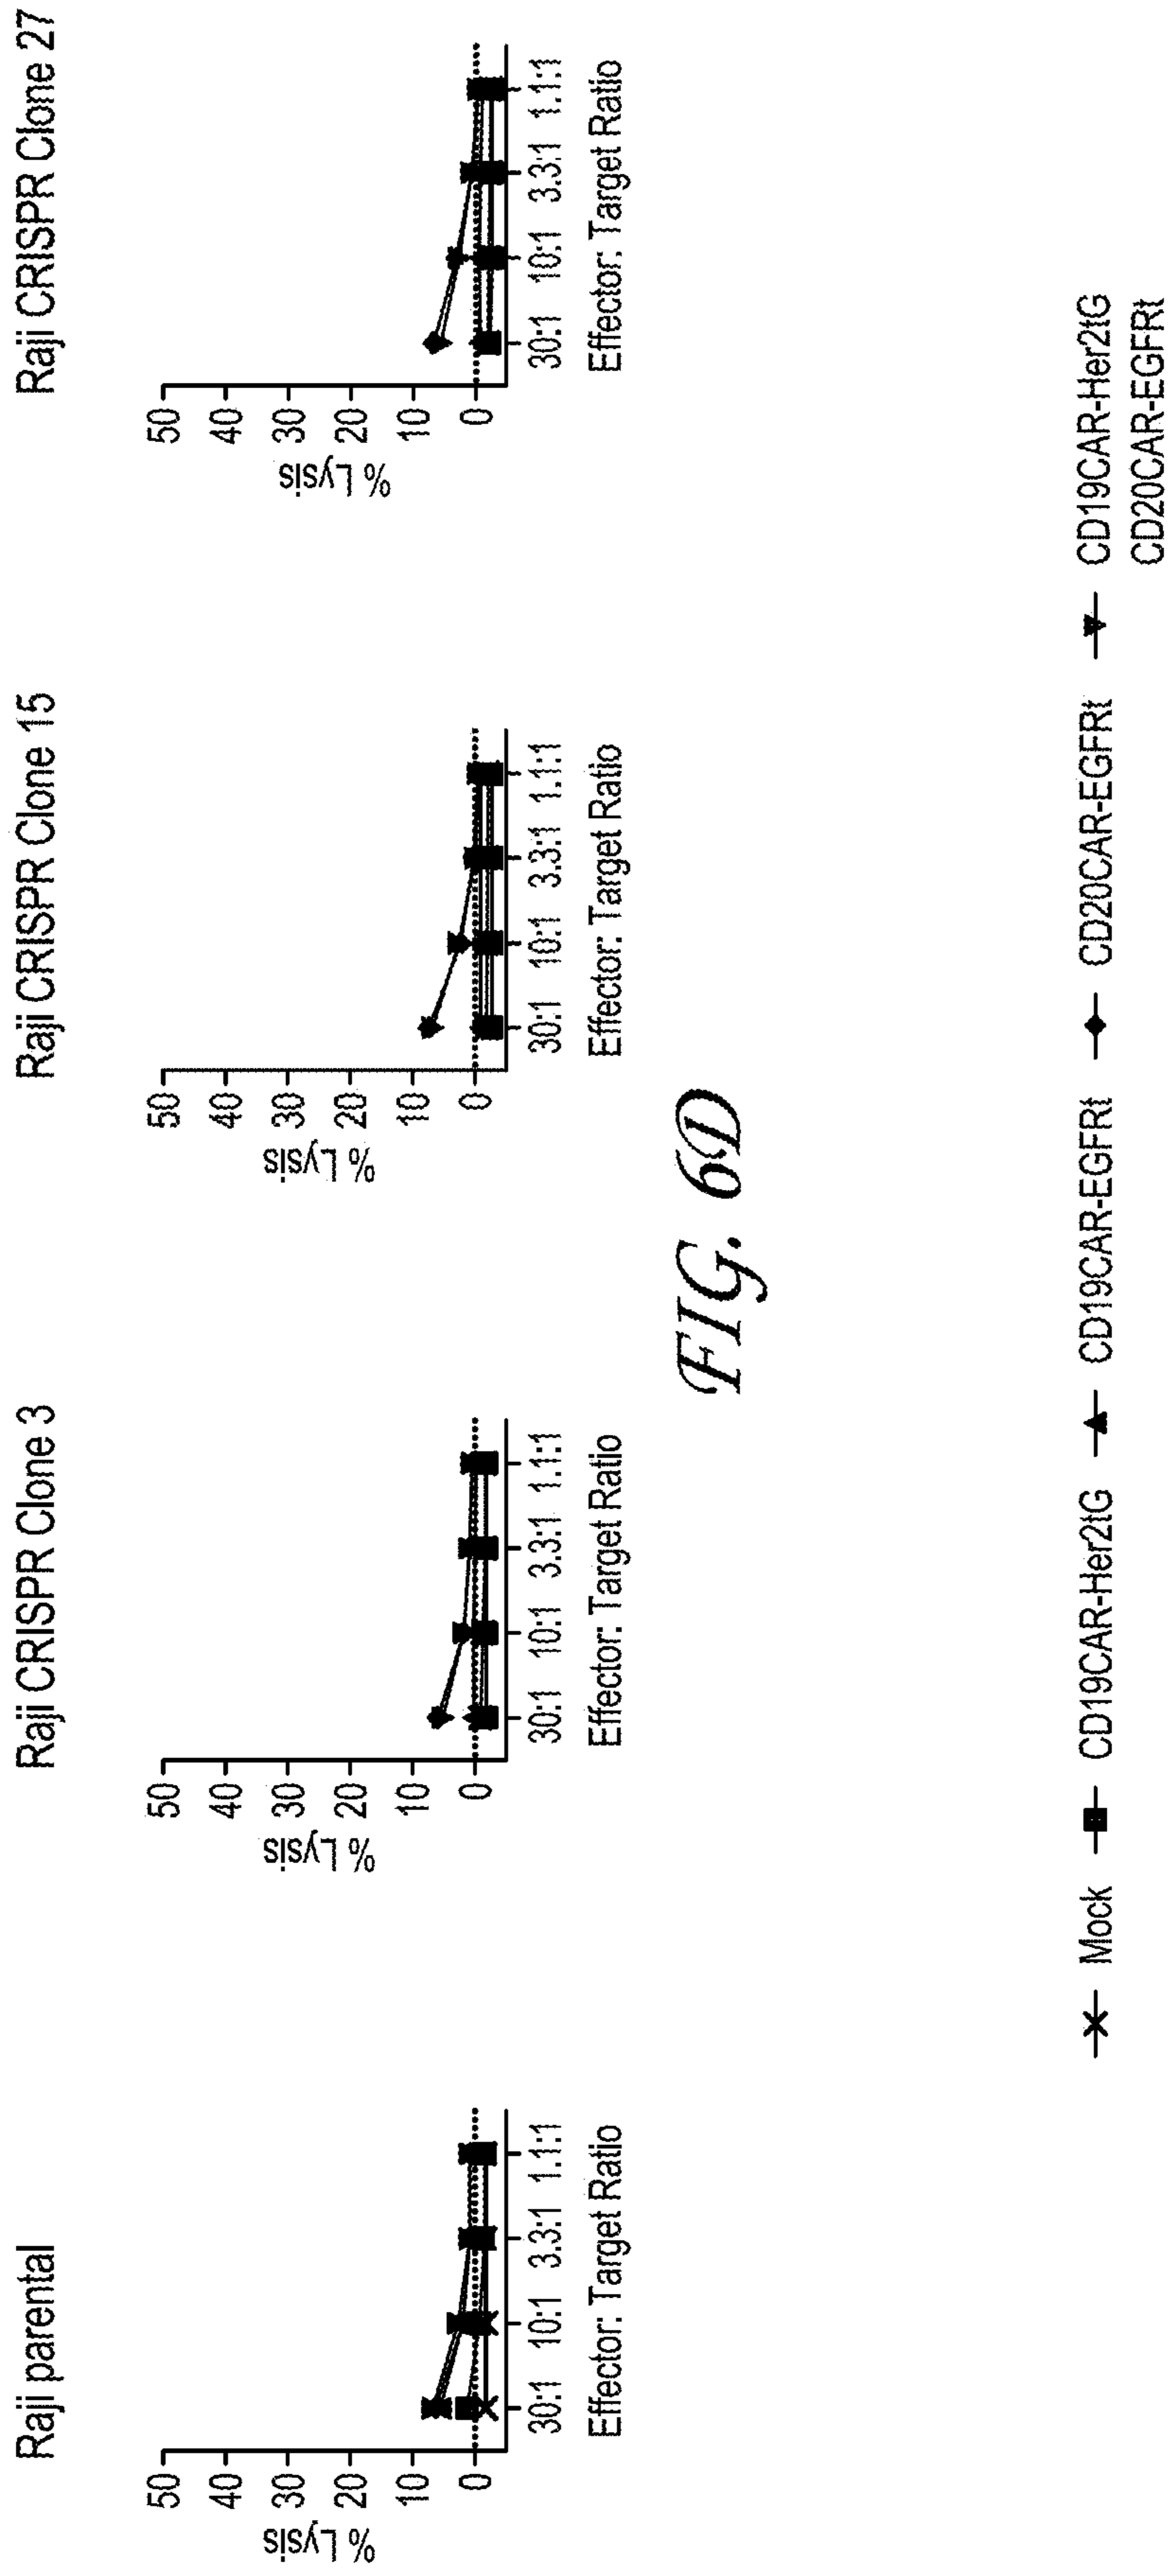 Raji parental
% Lysis
50
40
30
20
10
0
30:1 10:1 3.3:1 1.1:1
Effector: Target Ratio
Raji CRISPR Clone 3
% Lysis
50
40
30
20
10
0
30:1 10:1 3.3:1 1.1:1
Effector: Target Ratio
Raji CRISPR Clone 15
% Lysis
50
40
30
20
10
0
30:1 10:1 3.3:1 1.1:1
Effector: Target Ratio
Raji CRISPR Clone 27
% Lysis
50
40
30
20
10
0
30:1 10:1 3.3:1 1.1:1
Effector: Target Ratio
FIG. 6D
Mock
CD19CAR-Her2tG
CD19CAR-EGFRt
CD20CAR-EGFRt
CD19CAR-Her2tG
CD20CAR-EGFRt